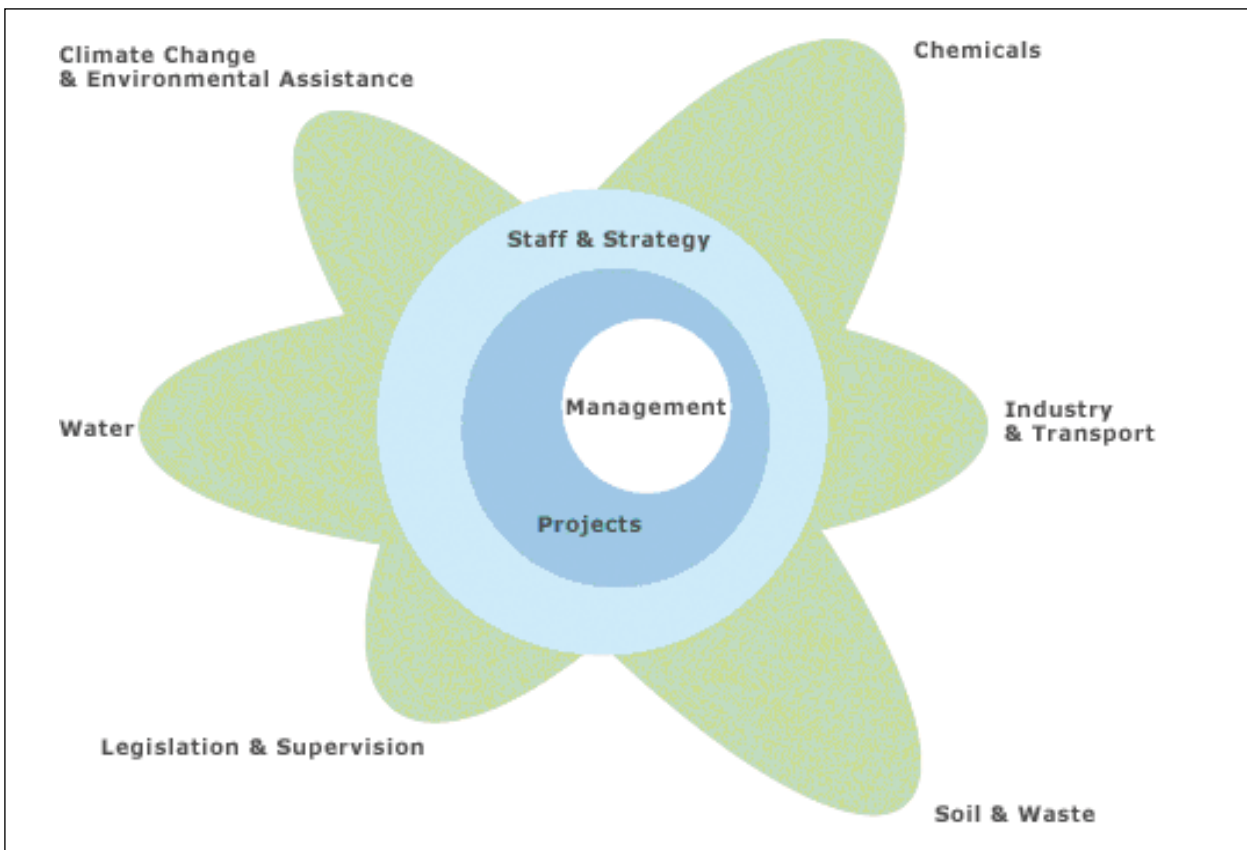 Climate Change
& Environmental Assistance
Chemicals
Staff & Strategy
Management
Water
Industry
& Transport
Projects
Legislation & Supervision
Soil & Waste